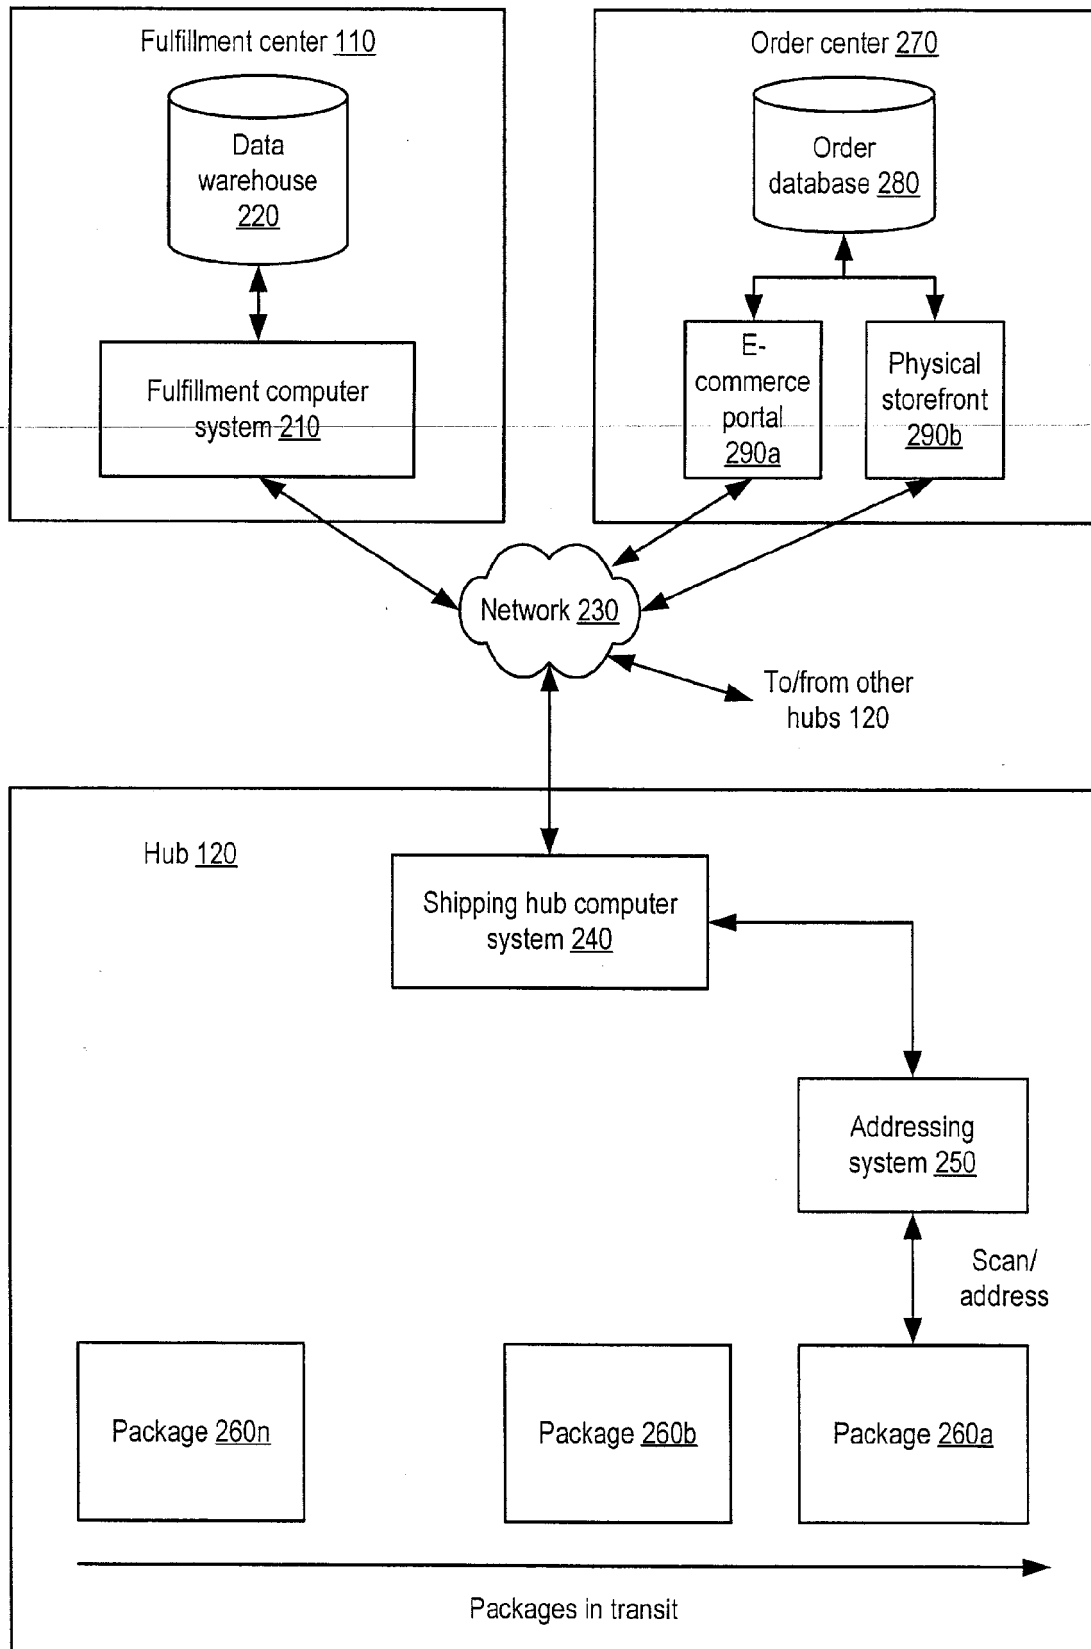 Fulfillment center 110
Data
warehouse
220
Fulfillment computer
system 210
Order center 270
Order
database 280
E-
commerce
portal
290a
Physical
storefront
290b
Network 230
To/from other
hubs 120
Hub 120
Shipping hub computer
system 240
Addressing
system 250
Scan/
address
Package 260n
Package 260b
Package 260a
Packages in transit